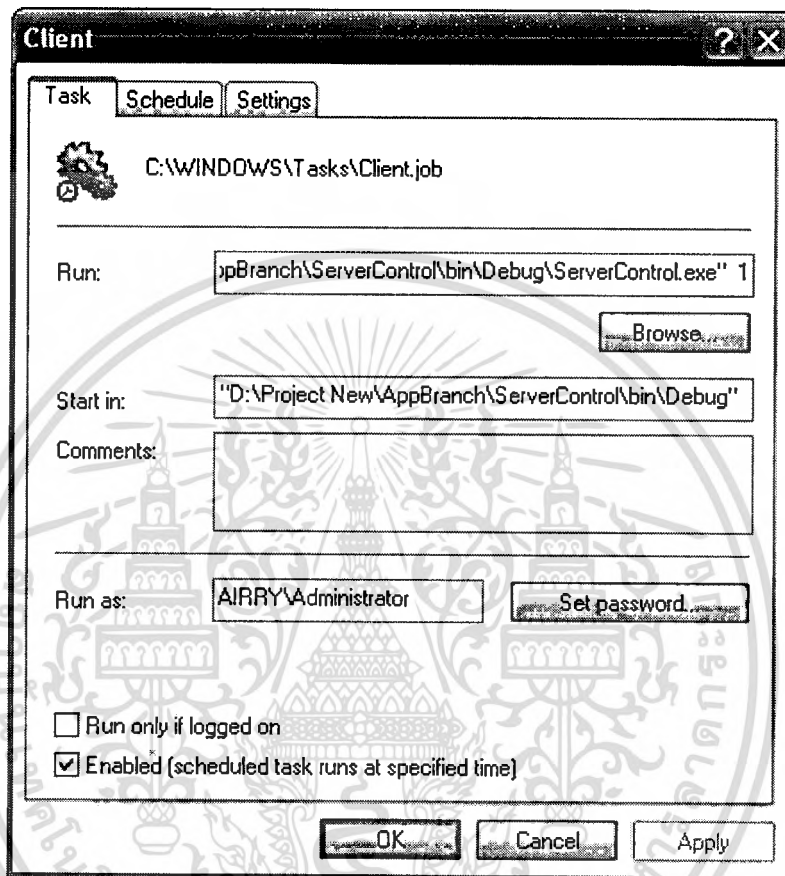 Client
Task Schedule Settings
C:\WINDOWS\Tasks\Client.job
Run: ppBranch\ServerControl\bin\Debug\ServerControl.exe" 1
Browse...
Start in: "D:\Project New\AppBranch\ServerControl\bin\Debug"
Comments:
Run as: AIRRY\Administrator Set password...
Run only if logged on
Enabled (scheduled task runs at specified time)
OK Cancel Apply